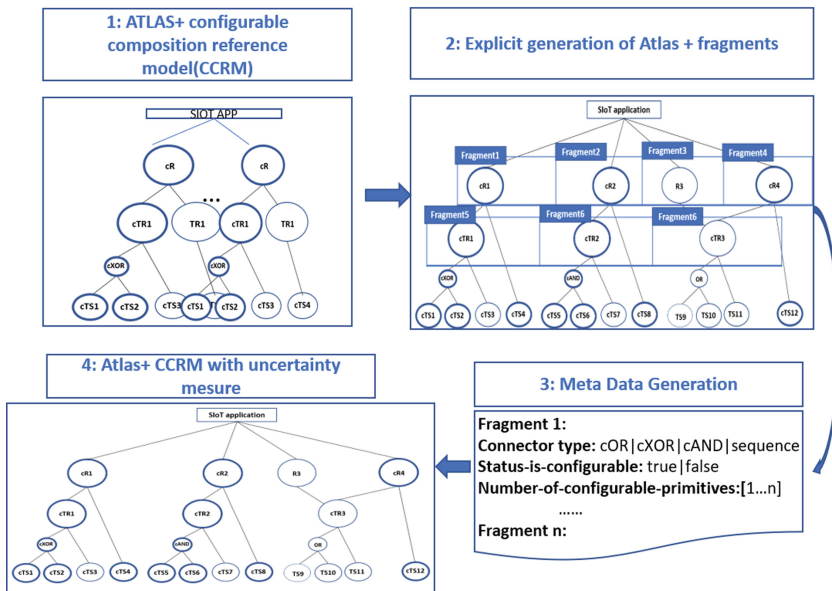 1: ATLAS+ configurable
composition reference
model(CCRM)
SIOT APP
cR
cR
cTR1
TR1
...
cTR1
TR1
cXOR
cXOR
cTS1
cTS2
cTS3
cTS1
cTS2
cTS3
cTS4
2: Explicit generation of Atlas + fragments
SIoT application
Fragment1
Fragment2
Fragment3
Fragment4
cR1
cR2
R3
cR4
Fragment5
Fragment6
Fragment6
cTR1
cTR2
cTR3
cXOR
cAND
OR
cTS1
cTS2
cTS3
cTS4
cTS5
cTS6
cTS7
cTS8
TS9
TS10
TS11
cTS12
4: Atlas+ CCRM with uncertainty
mesure
SIoT application
cR1
cR2
R3
cR4
cTR1
cTR2
cTR3
cXOR
cAND
OR
cTS1
cTS2
cTS3
cTS4
cTS5
cTS6
cTS7
cTS8
TS9
TS10
TS11
cTS12
3: Meta Data Generation
Fragment 1:
Connector type: cOR|cXOR|cAND|sequence
Status-is-configurable: true|false
Number-of-configurable-primitives:[1...n]
......
Fragment n: